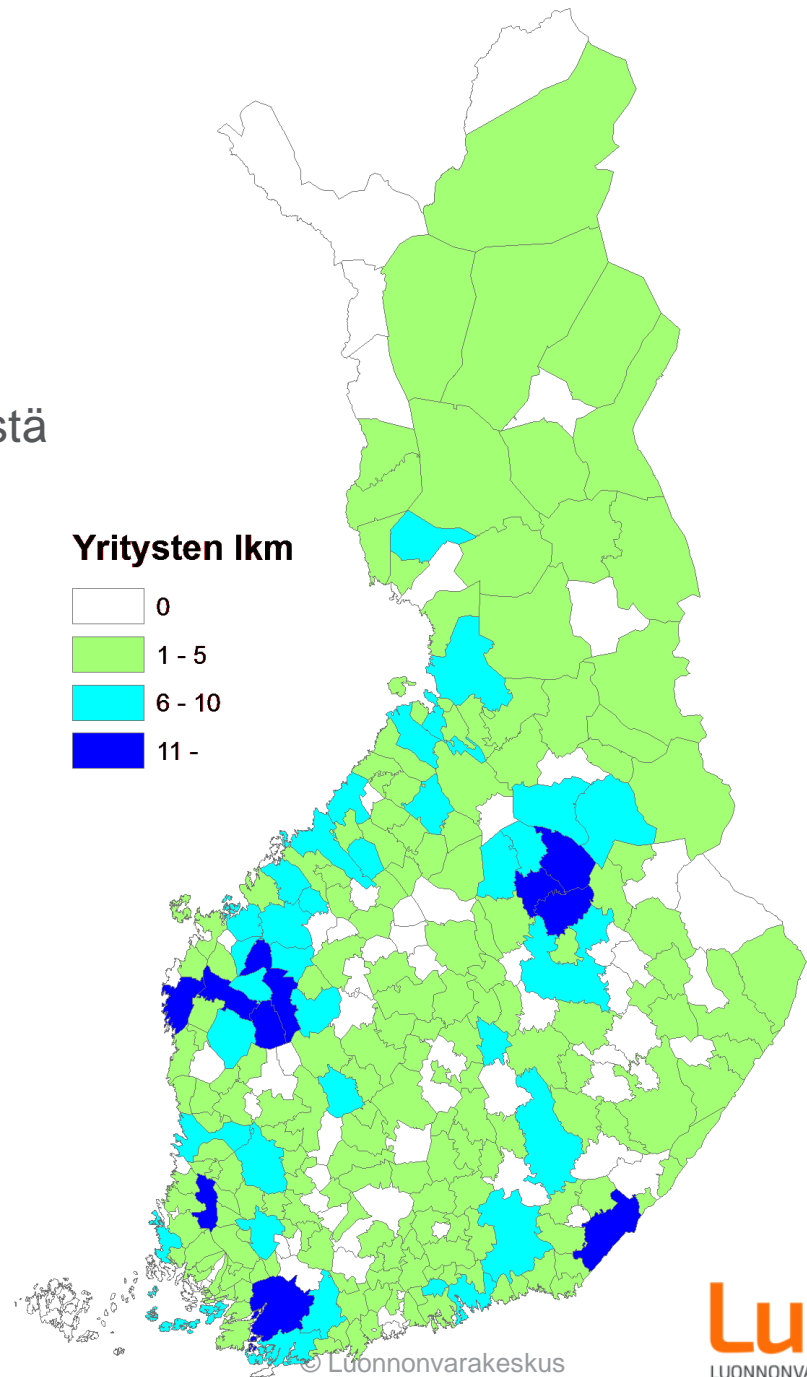 stä
Yritysten lkm
0
1 - 5
6 - 10
11 -
© Luonnonvarakeskus
Lu
LUONNONVA